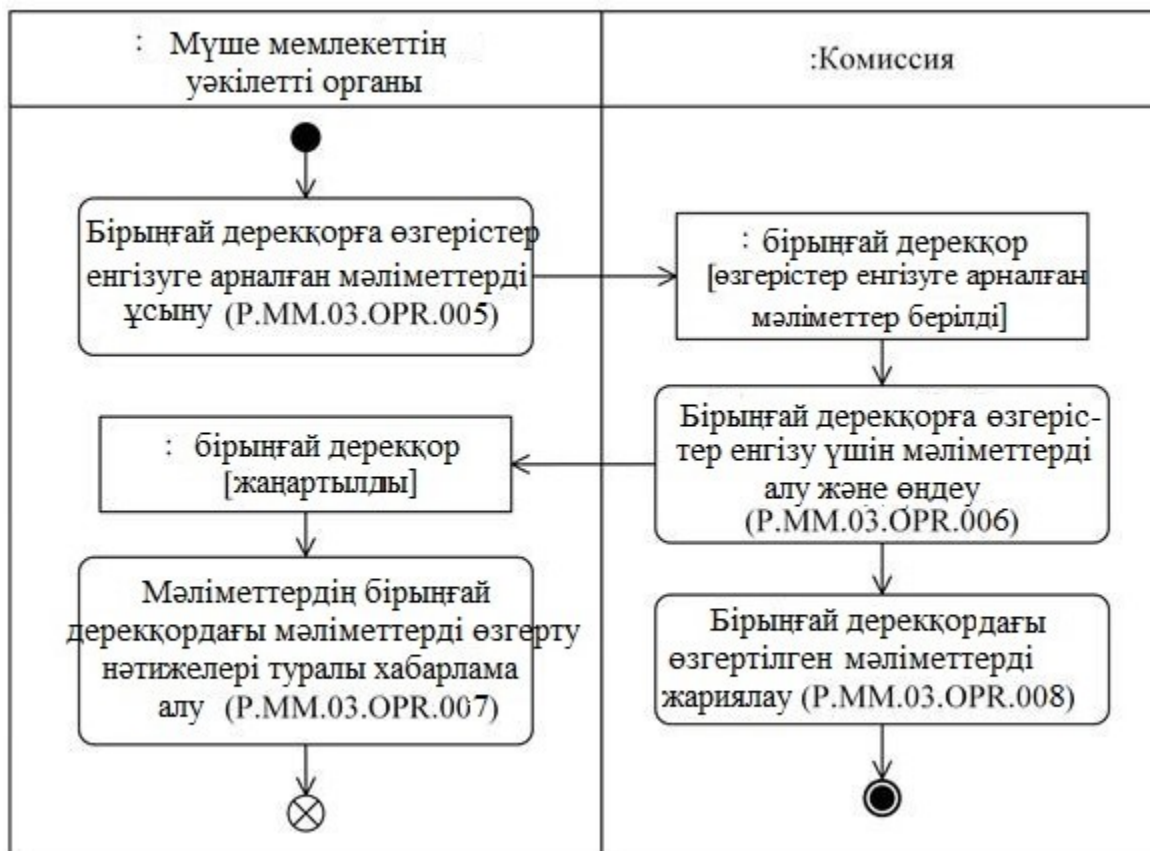 : Мүше мемлекеттің
уәкілетті органы
:Комиссия
Бірыңғай дерекқорға өзгерістер
енгізуге арналған мәліметтерді
ұсыну (P.MM.03.OPR.005)
: бірыңғай дерекқор
[өзгерістер енгізуге арналған
мәліметтер берілді]
Бірыңғай дерекқорға өзгеріс-
тер енгізу үшін мәліметтерді
алу және өңдеу
(P.MM.03.OPR.006)
: бірыңғай дерекқор
[жаңартылды]
Мәліметтердің бірыңғай
дерекқордағы мәліметтерді өзгерту
нәтижелері туралы хабарлама
алу (P.MM.03.OPR.007)
Бірыңғай дерекқордағы
өзгертілген мәліметтерді
жариялау (P.MM.03.OPR.008)